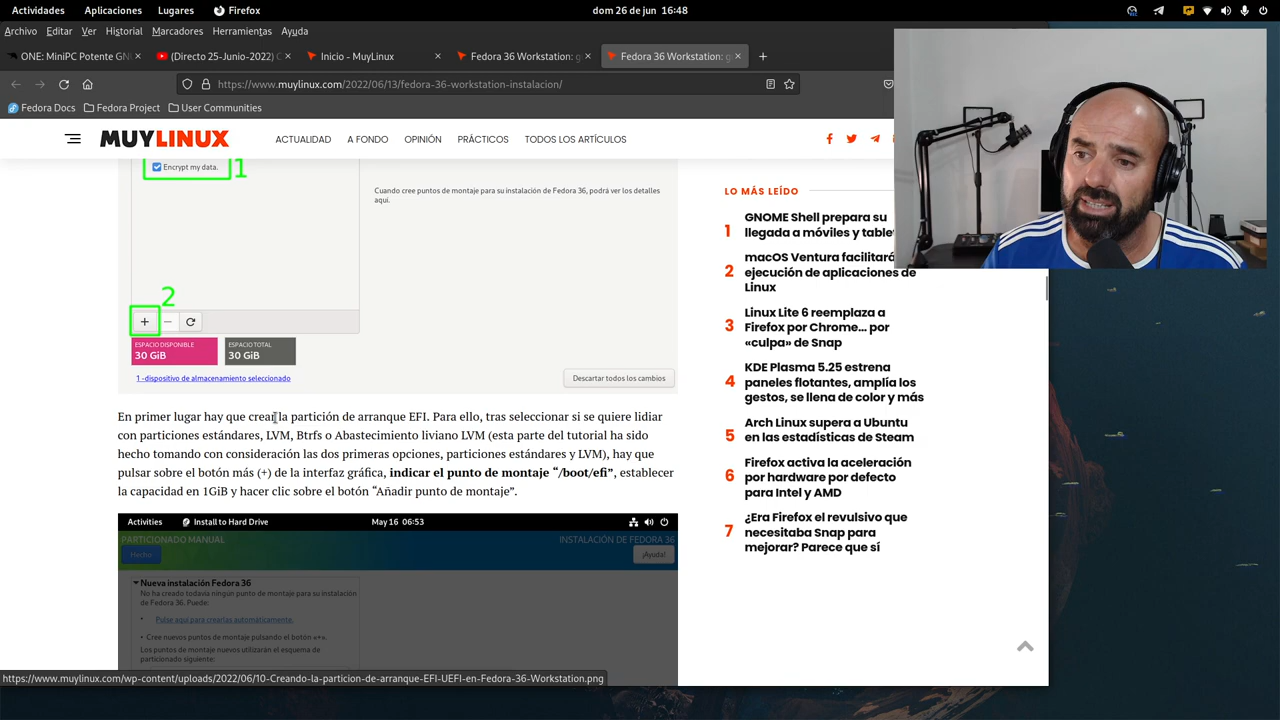 Actividades Aplicaciones Lugares Firefox dom 26 de jun • 16:48
Archivo Editar Ver Historial Marcadores Herramientas Ayuda
ONE: MiniPC Potente GN × (Directo 25-Junio-2022) C × Inicio - MuyLinux × Fedora 36 Workstation: g × Fedora 36 Workstation: g × +
https://www.muylinux.com/2022/06/13/fedora-36-workstation-instalacion/
Fedora Docs Fedora Project User Communities
MUYLINUX ACTUALIDAD A FONDO OPINIÓN PRÁCTICOS TODOS LOS ARTÍCULOS
Encrypt my data. 1
Cuando cree puntos de montaje para su instalación de Fedora 36, podrá ver los detalles
aquí.
2
+ −
ESPACIO DISPONIBLE
30 GiB
ESPACIO TOTAL
30 GiB
1 -dispositivo de almacenamiento seleccionado
Descartar todos los cambios
En primer lugar hay que crear la partición de arranque EFI. Para ello, tras seleccionar si se quiere lidiar
con particiones estándares, LVM, Btrfs o Abastecimiento liviano LVM (esta parte del tutorial ha sido
hecho tomando con consideración las dos primeras opciones, particiones estándares y LVM), hay que
pulsar sobre el botón más (+) de la interfaz gráfica, indicar el punto de montaje “/boot/efi”, establecer
la capacidad en 1GiB y hacer clic sobre el botón “Añadir punto de montaje”.
Activities Install to Hard Drive May 16 06:53
PARTICIONADO MANUAL INSTALACIÓN DE FEDORA 36
Hecho ¡Ayuda!
Nueva instalación Fedora 36
No ha creado todavía ningún punto de montaje para su instalación
de Fedora 36. Puede:
• Pulse aquí para crearlas automáticamente.
• Cree nuevos puntos de montaje pulsando el botón «+».
Los puntos de montaje nuevos utilizarán el esquema de
particionado siguiente:
LO MÁS LEÍDO
1 GNOME Shell prepara su
llegada a móviles y
2 macOS Ventura facilitará
ejecución de aplicaciones de
Linux
3 Linux Lite 6 reemplaza a
Firefox por Chrome… por
«culpa» de Snap
4 KDE Plasma 5.25 estrena
paneles flotantes, amplía los
gestos, se llena de color y más
5 Arch Linux supera a Ubuntu
en las estadísticas de Steam
6 Firefox activa la aceleración
por hardware por defecto
para Intel y AMD
7 ¿Era Firefox el revulsivo que
necesitaba Snap para
mejorar? Parece que sí
https://www.muylinux.com/wp-content/uploads/2022/06/10-Creando-la-particion-de-arranque-EFI-UEFI-en-Fedora-36-Workstation.png